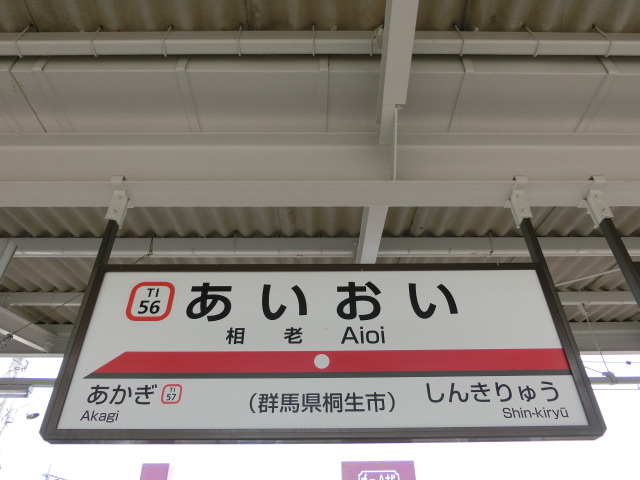 TI
56
あいおい
相老 Aioi
あかぎ TI 57
Akagi
(群馬県桐生市)
しんきりゅう
Shin-kiryū